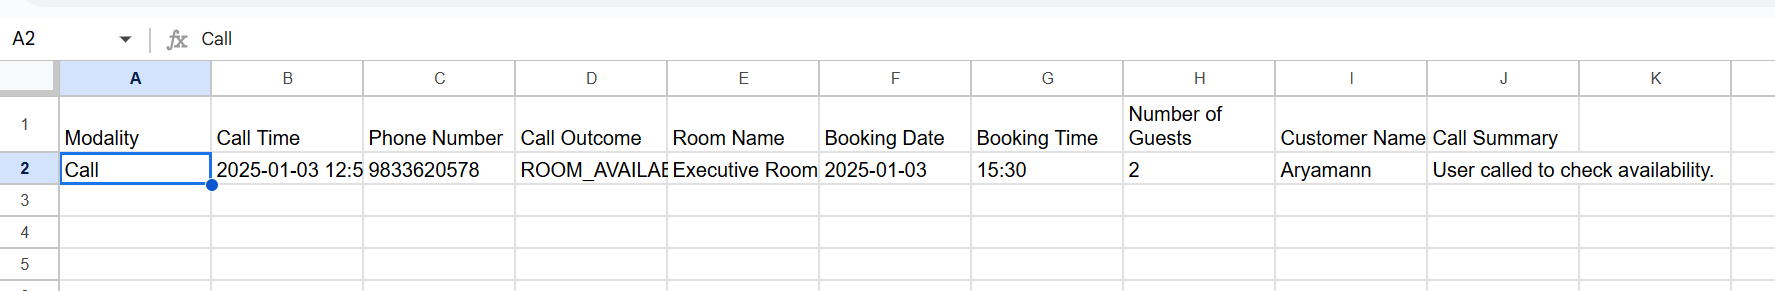 A2 fx Call
A B C D E F G H I J K
1 Modality Call Time Phone Number Call Outcome Room Name Booking Date Booking Time Number of Guests Customer Name Call Summary
2 Call 2025-01-03 12:5 9833620578 ROOM_AVAILAE Executive Room 2025-01-03 15:30 2 Aryamann User called to check availability.
3
4
5